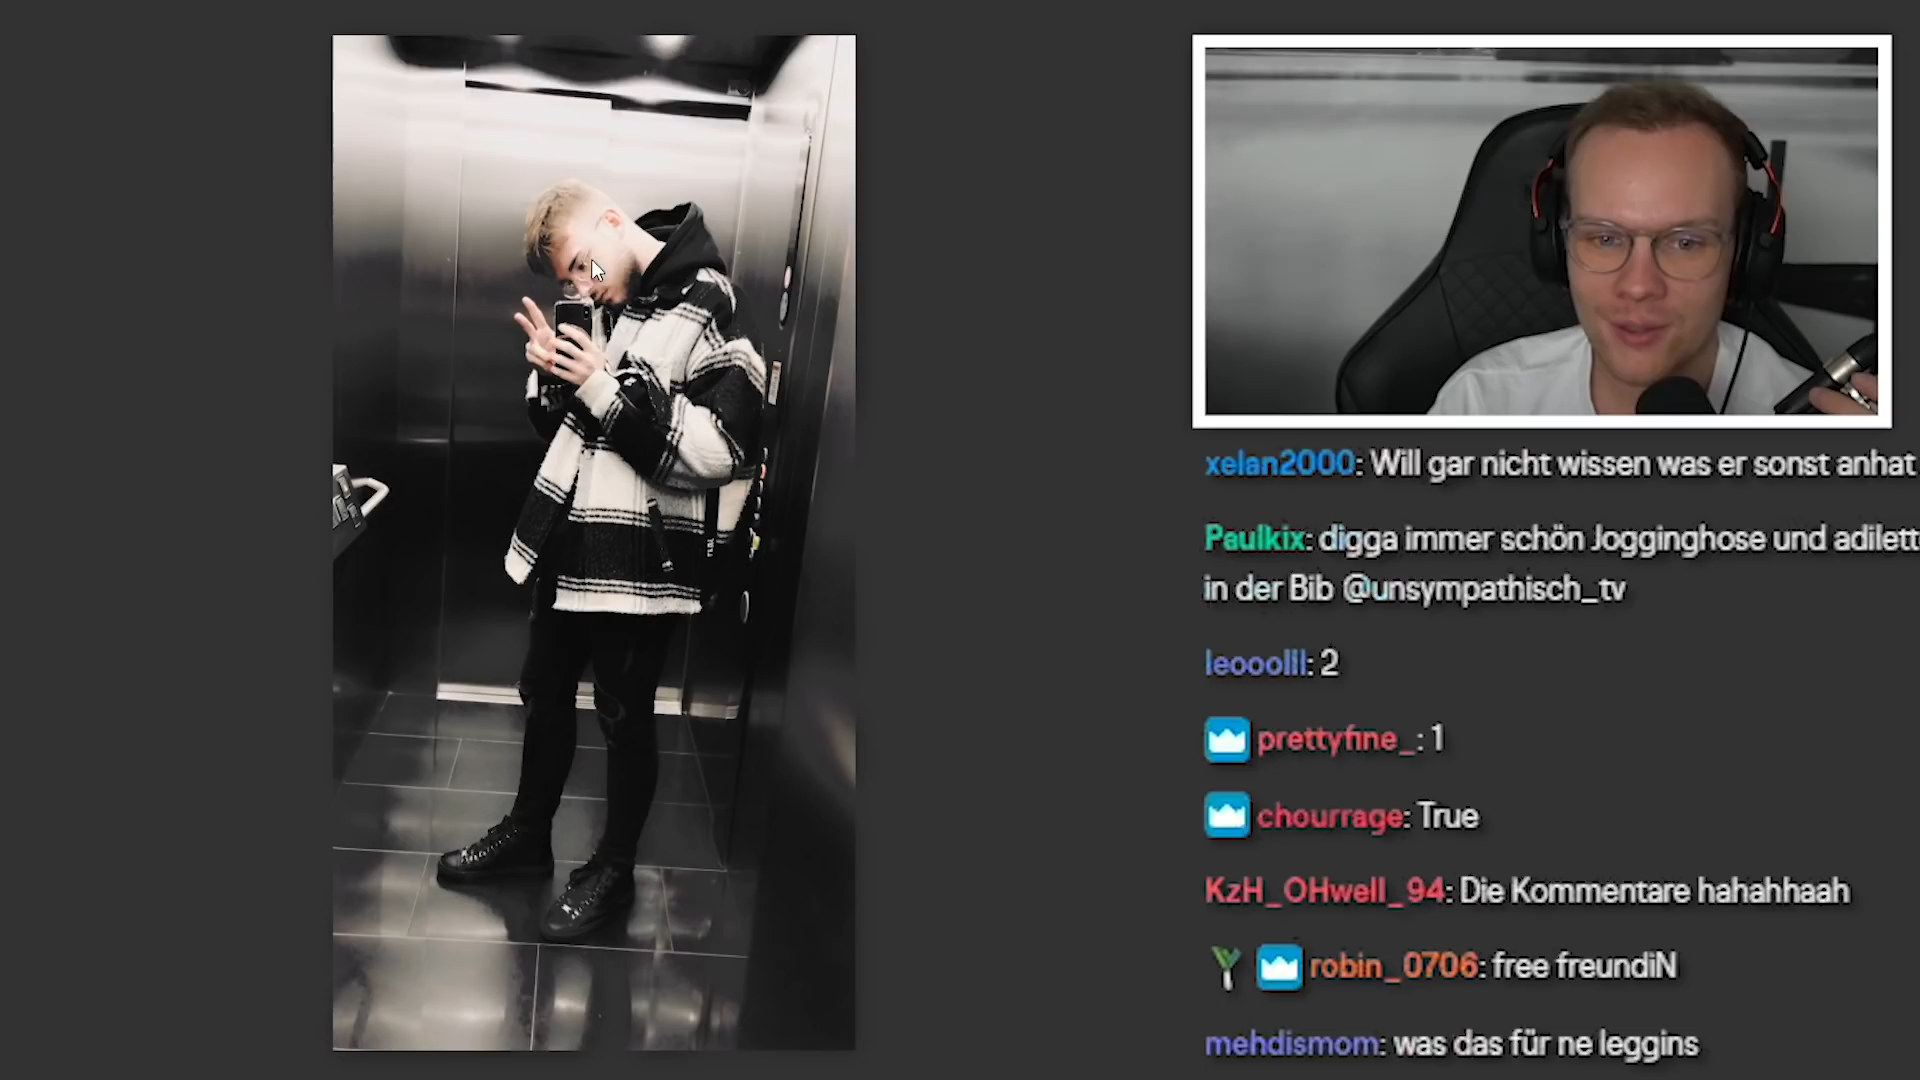 xelan2000: Will gar nicht wissen was er sonst anhat
Paulkix: digga immer schön Jogginghose und adilett
in der Bib @unsympathisch_tv
leooolll: 2
prettyfine_: 1
chourrage: True
KzH_OHwell_94: Die Kommentare hahahhaah
robin_0706: free freundiN
mehdismom: was das für ne leggins